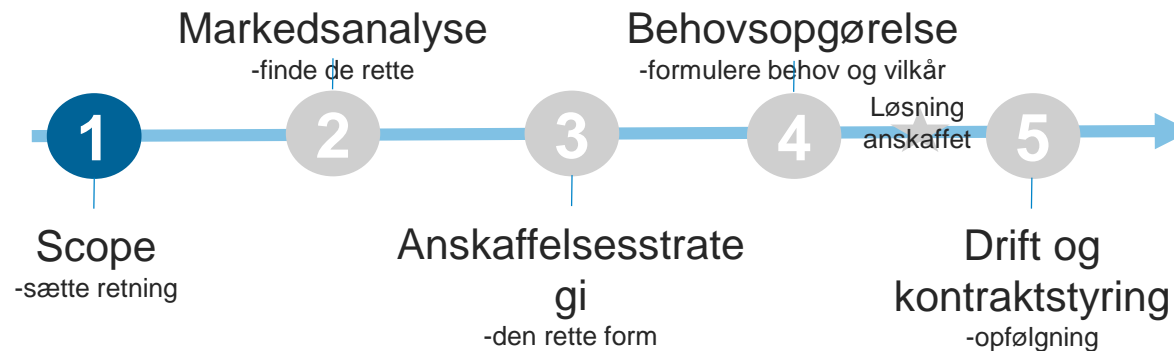 Markedsanalyse
-finde de rette
Behovsopgørelse
-formulere behov og vilkår
Løsning
anskaffet
1
2
3
4
5
Scope
-sætte retning
Anskaffelsesstrate
gi
-den rette form
Drift og
kontraktstyring
-opfølgning